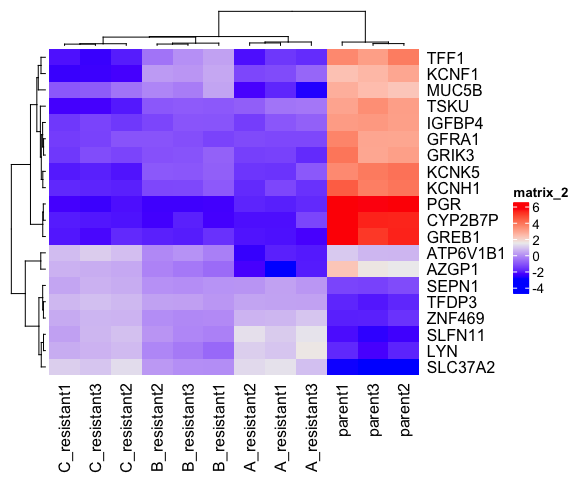 TFF1
KCNF1
MUC5B
TSKU
IGFBP4
GFRA1
GRIK3
KCNK5
KCNH1
PGR
CYP2B7P
GREB1
ATP6V1B1
AZGP1
SEPN1
TFDP3
ZNF469
SLFN11
LYN
SLC37A2
matrix_2
6
4
2
0
-2
-4
C_resistant1
C_resistant3
C_resistant2
B_resistant2
B_resistant3
B_resistant1
A_resistant2
A_resistant1
A_resistant3
parent1
parent3
parent2